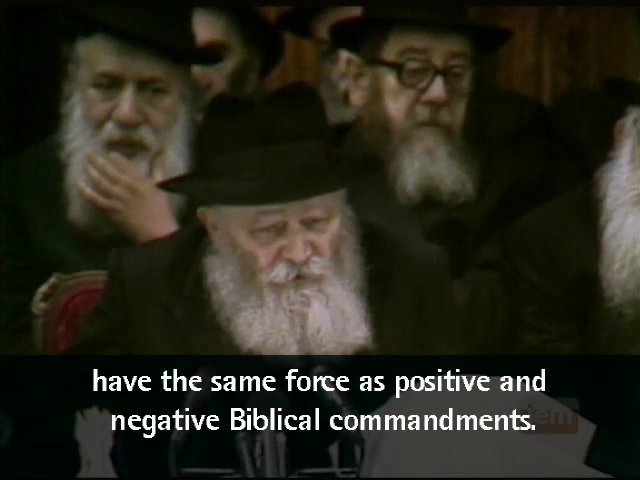 have the same force as positive and
negative Biblical commandments.